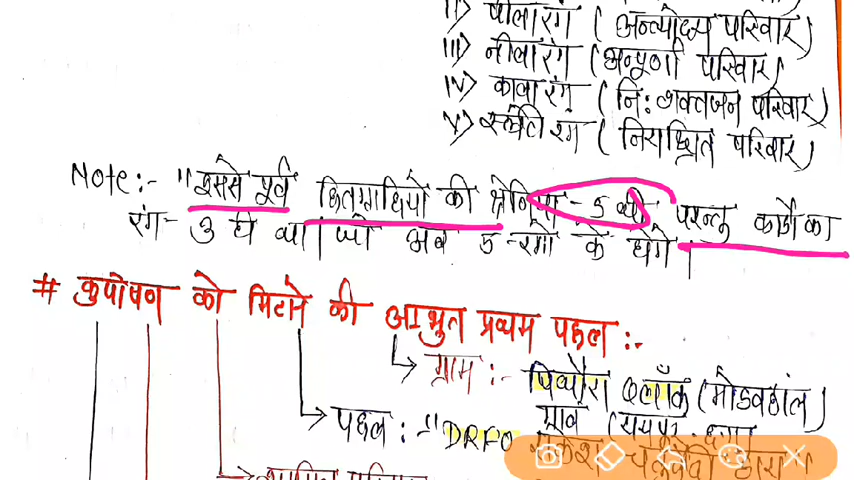 II) पीला रंग (अन्त्योदय परिवार)
III) नीला रंग (अन्नपूर्णा परिवार)
IV) काला रंग (नि:शक्तजन परिवार)
V) स्लेटी रंग (निराश्रित परिवार)
Note:- "इससे पूर्व हितग्राहियों की श्रेणियां - 5 थी परन्तु कार्डो का
रंग- 3 ही था। जो अब 5-रंगो के होंगे।
# कुपोषण को मिटाने की अद्भुत प्रथम पहल:-
ग्राम:- पिथौरा ब्लॉक (मोडवहाल
गांव
पहल:- "DRFO